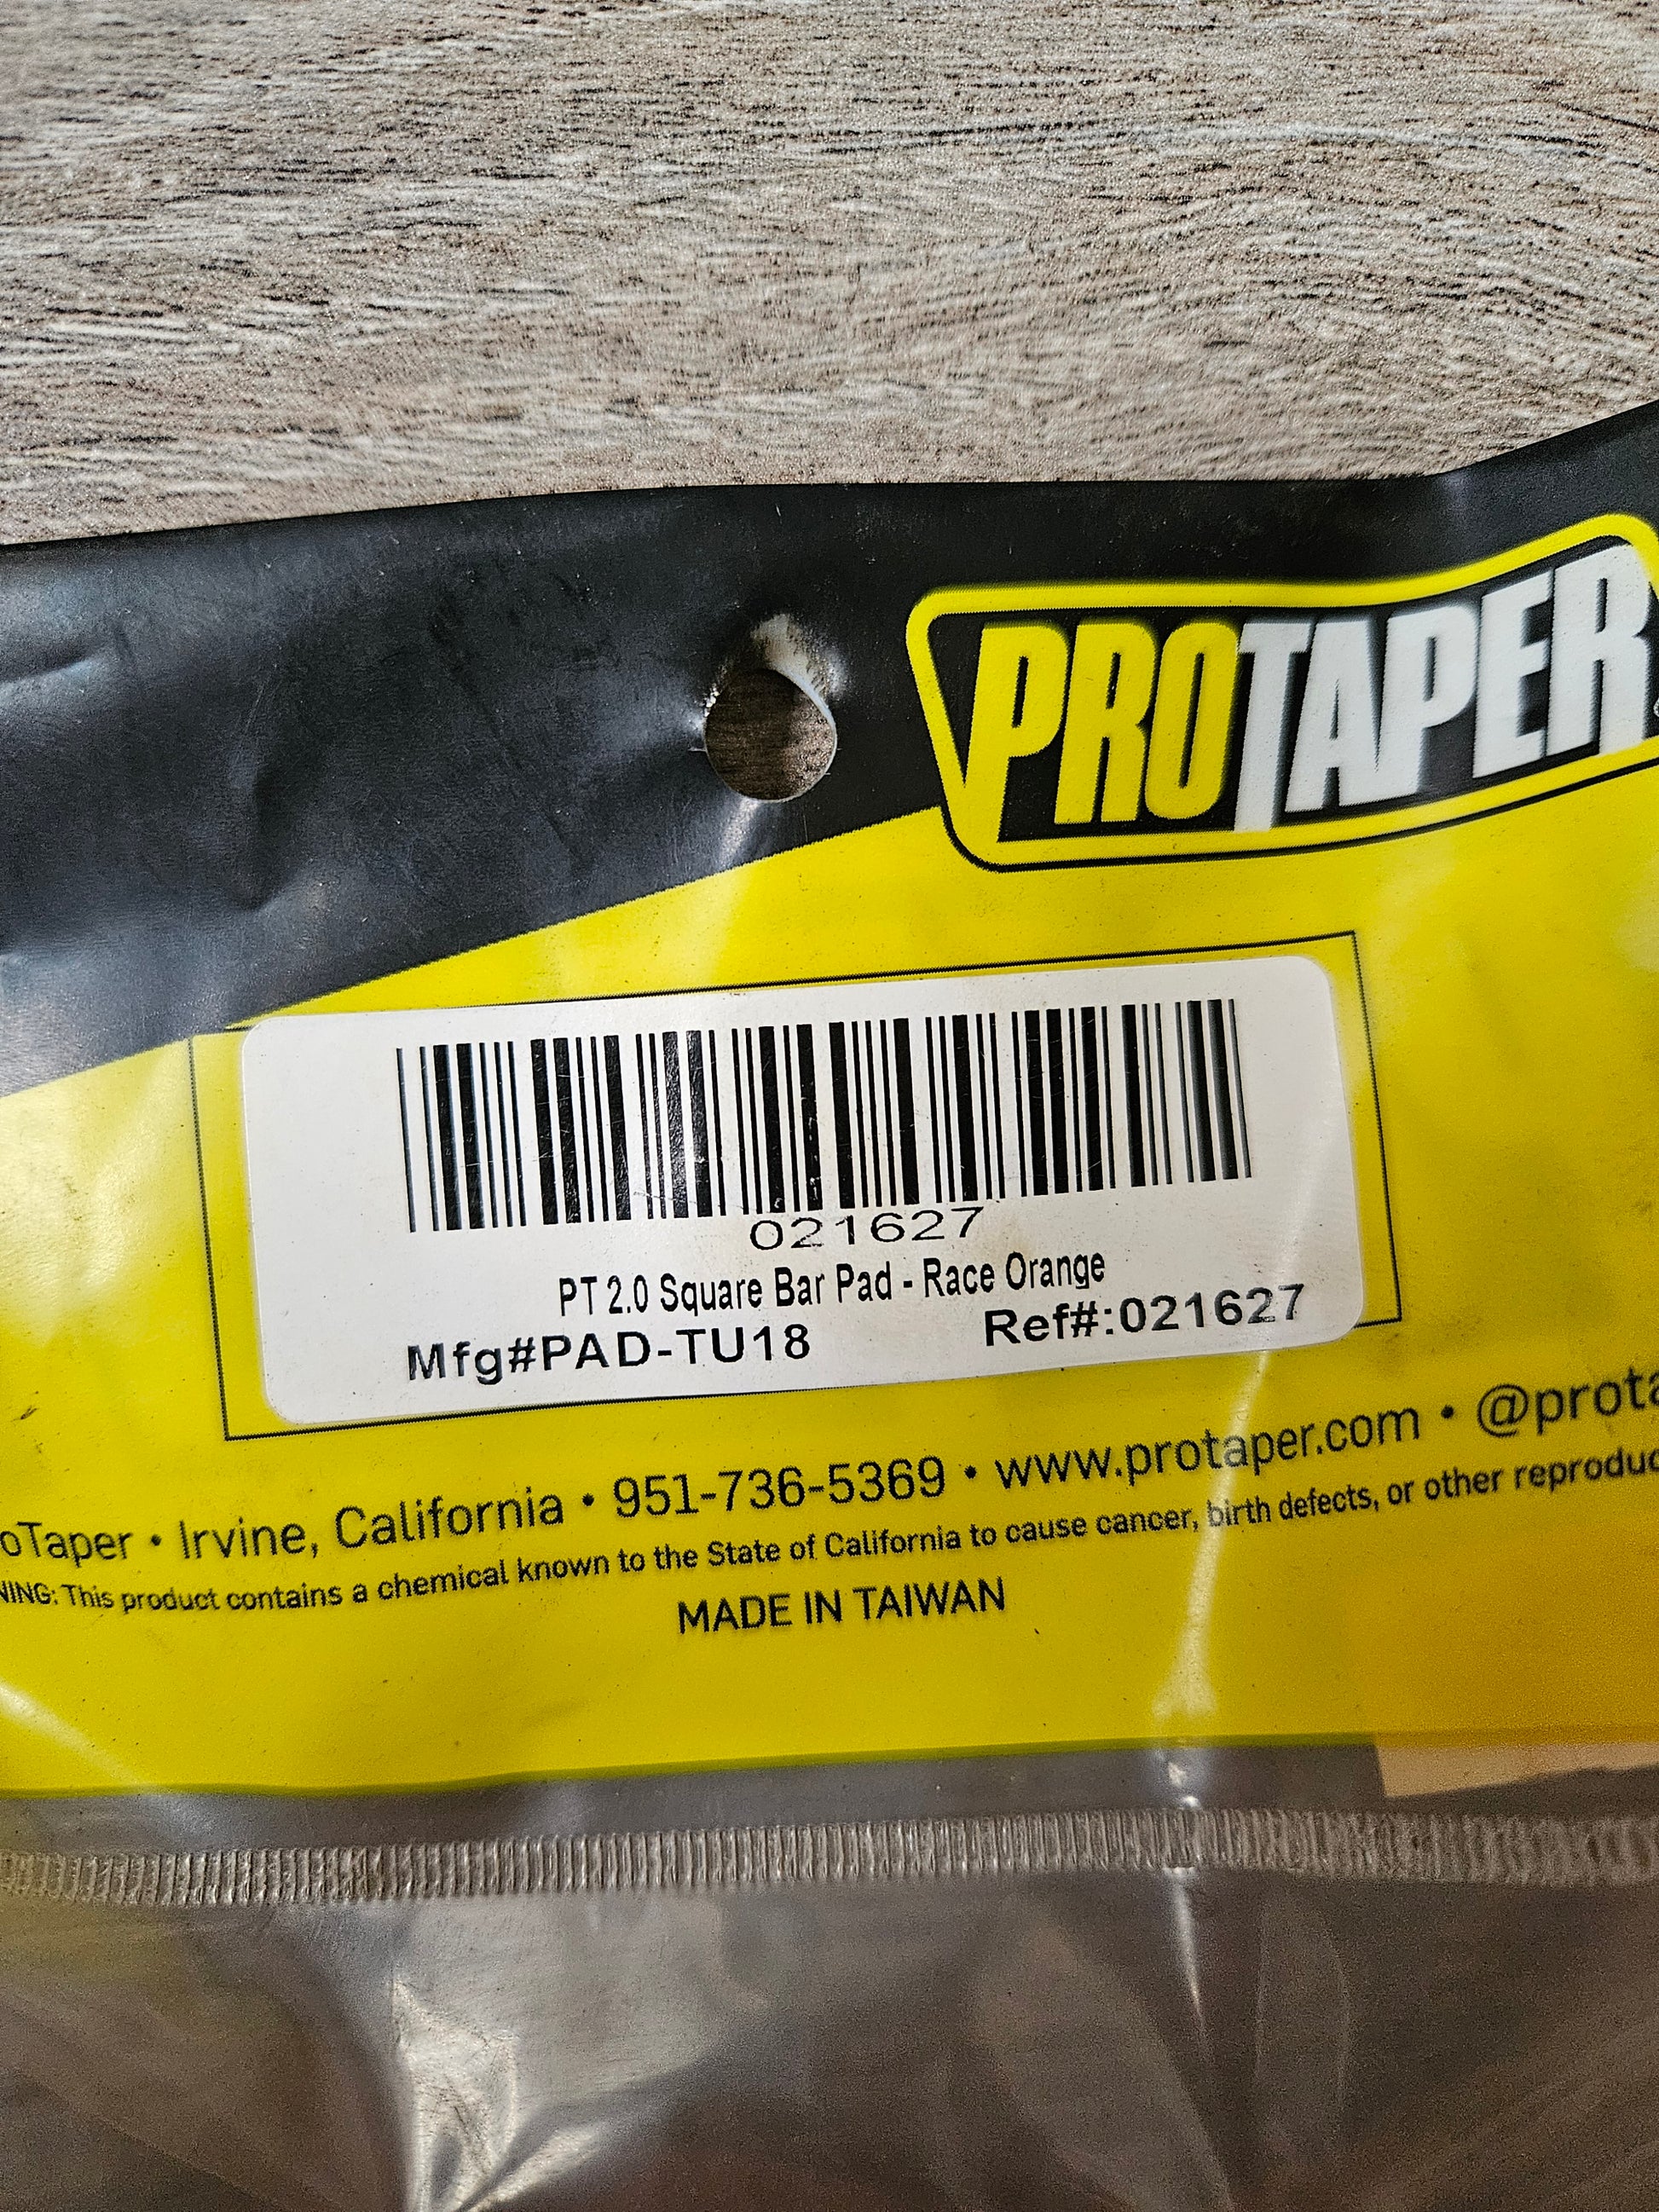 PROTAPER
021627
PT 2.0 Square Bar Pad - Race Orange
Mfg#PAD-TU18 Ref#:021627
oTaper • Irvine, California • 951-736-5369 • www.protaper.com • @prota
NING: This product contains a chemical known to the State of California to cause cancer, birth defects, or other reproduc
MADE IN TAIWAN